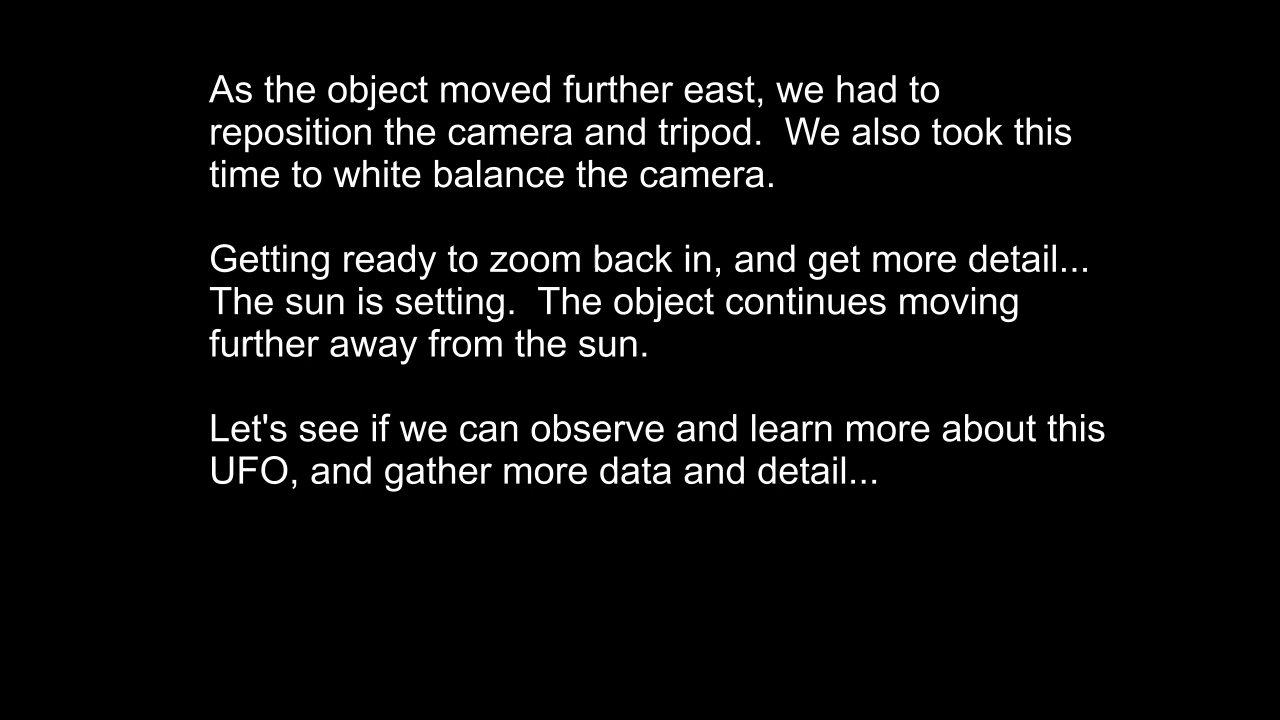 As the object moved further east, we had to
reposition the camera and tripod.  We also took this
time to white balance the camera.
Getting ready to zoom back in, and get more detail...
The sun is setting.  The object continues moving
further away from the sun.
Let's see if we can observe and learn more about this
UFO, and gather more data and detail...